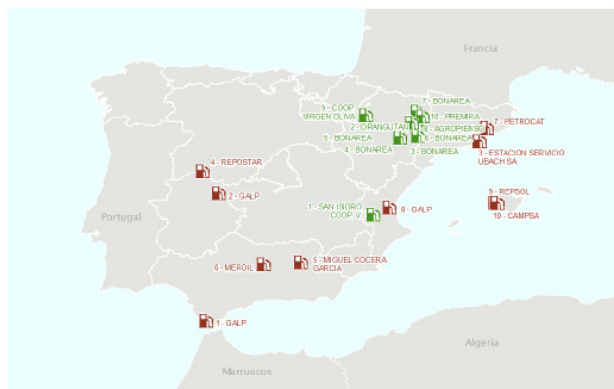 Francia
7 - BONAREA
9 - COOP
VIRGEN OLIVA
10 - PREMIRA
2 - ORANGUTAN
8 - AGROPIENSO
7 - PETROCAT
5 - BONAREA
6 - BONAREA
4 - BONAREA
3 - BONAREA
3 - ESTACION SERVICIO
UBACH SA
4 - REPOSTAR
2 - GALP
9 - REPSOL
10 - CAMPSA
1 - SAN ISIDRO
COOP. V
8 - GALP
Portugal
6 - MEROIL
5 - MIGUEL COCERA
GARCIA
1 - GALP
Argelia
Marruecos